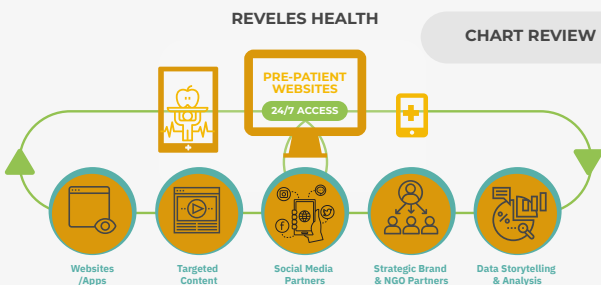 REVELES HEALTH
CHART REVIEW
PRE-PATIENT
WEBSITES
24/7 ACCESS
Websites
/Apps
Targeted
Content
Social Media
Partners
Strategic Brand
& NGO Partners
Data Storytelling
& Analysis